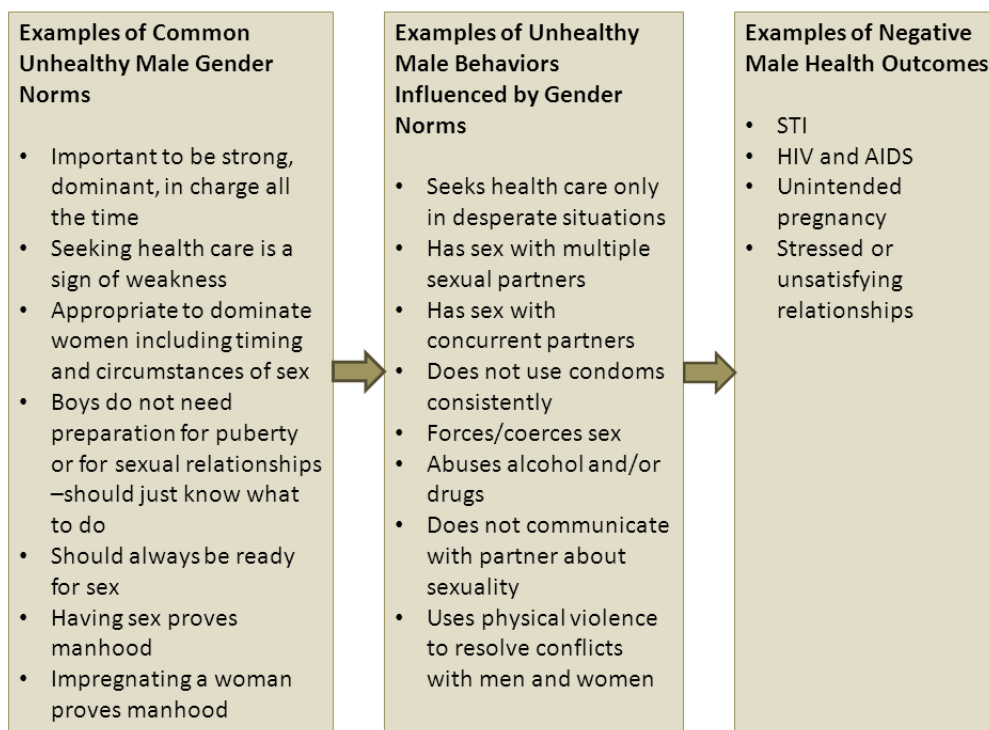 Examples of Common
Unhealthy Male Gender
Norms
• Important to be strong,
dominant, in charge all
the time
• Seeking health care is a
sign of weakness
• Appropriate to dominate
women including timing
and circumstances of sex
• Boys do not need
preparation for puberty
or for sexual relationships
–should just know what
to do
• Should always be ready
for sex
• Having sex proves
manhood
• Impregnating a woman
proves manhood
Examples of Unhealthy
Male Behaviors
Influenced by Gender
Norms
• Seeks health care only
in desperate situations
• Has sex with multiple
sexual partners
• Has sex with
concurrent partners
• Does not use condoms
consistently
• Forces/coerces sex
• Abuses alcohol and/or
drugs
• Does not communicate
with partner about
sexuality
• Uses physical violence
to resolve conflicts
with men and women
Examples of Negative
Male Health Outcomes
• STI
• HIV and AIDS
• Unintended
pregnancy
• Stressed or
unsatisfying
relationships